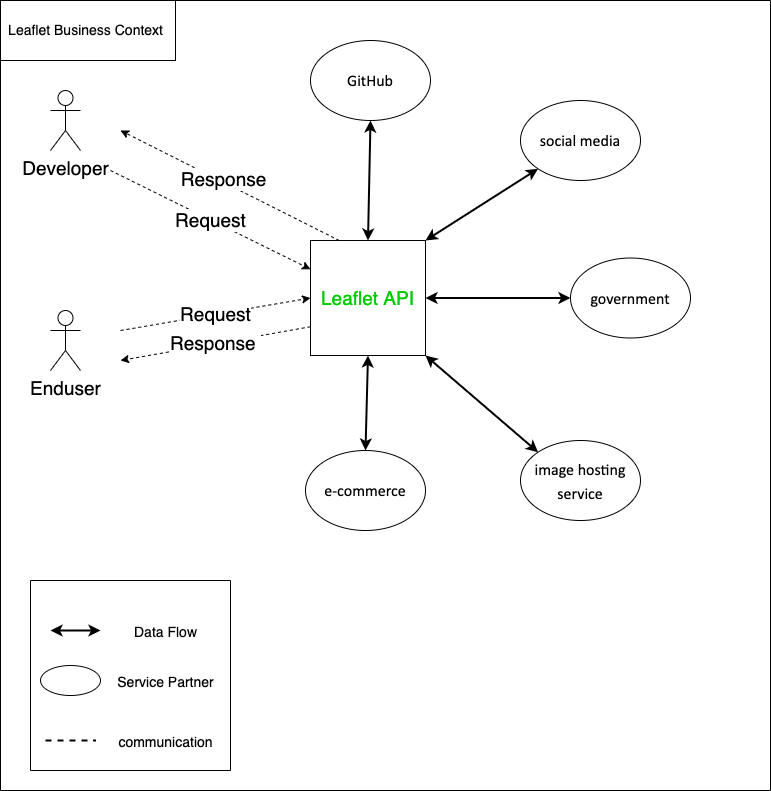 Leaflet Business Context
GitHub
social media
Developer
Response
Request
Leaflet API
government
Request
Response
Enduser
e-commerce
image hosting
service
Data Flow
Service Partner
communication